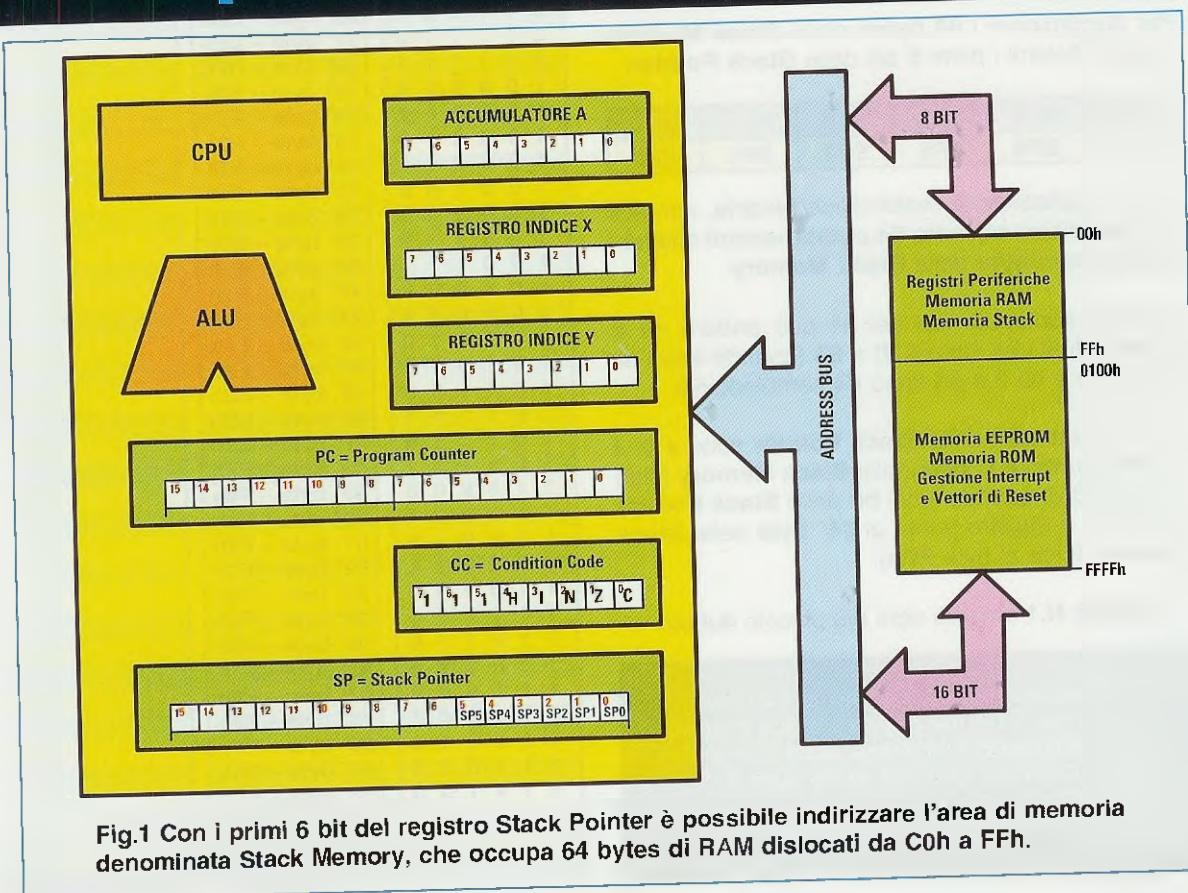 CPU
ALU
ACCUMULATORE A
7 6 5 4 3 2 1 0
REGISTRO INDICE X
7 6 5 4 3 2 1 0
REGISTRO INDICE Y
7 6 5 4 3 2 1 0
PC = Program Counter
15 14 13 12 11 10 9 8 7 6 5 4 3 2 1 0
CC = Condition Code
7 6 5 4 3 2 1 0
1 1 1 H I N Z C
SP = Stack Pointer
15 14 13 12 11 10 9 8 7 6 5 4 3 2 1 0
SP5 SP4 SP3 SP2 SP1 SP0
ADDRESS BUS
8 BIT
00h
Registri Periferiche
Memoria RAM
Memoria Stack
FFh
0100h
Memoria EEPROM
Memoria ROM
Gestione Interrupt
e Vettori di Reset
FFFFh
16 BIT
Fig.1 Con i primi 6 bit del registro Stack Pointer è possibile indirizzare l'area di memoria
denominata Stack Memory, che occupa 64 bytes di RAM dislocati da C0h a FFh.